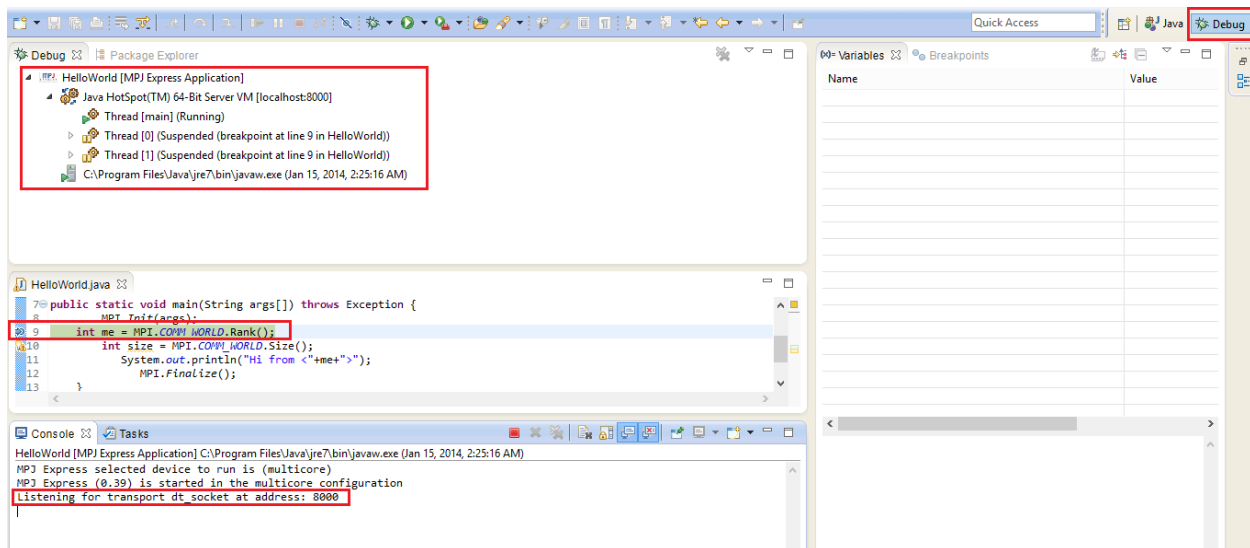 Quick Access
Java
Debug
Debug
Package Explorer
HelloWorld [MPJ Express Application]
Java HotSpot(TM) 64-Bit Server VM [localhost:8000]
Thread [main] (Running)
Thread [0] (Suspended (breakpoint at line 9 in HelloWorld))
Thread [1] (Suspended (breakpoint at line 9 in HelloWorld))
C:\Program Files\Java\jre7\bin\javaw.exe (Jan 15, 2014, 2:25:16 AM)
(x)= Variables
Breakpoints
Name Value
HelloWorld.java
7 public static void main(String args[]) throws Exception {
8 MPI.Init(args);
9 int me = MPI.COMM_WORLD.Rank();
10 int size = MPI.COMM_WORLD.Size();
11 System.out.println("Hi from <"+me+">");
12 MPI.Finalize();
13 }
Console
Tasks
HelloWorld [MPJ Express Application] C:\Program Files\Java\jre7\bin\javaw.exe (Jan 15, 2014, 2:25:16 AM)
MPJ Express selected device to run is (multicore)
MPJ Express (0.39) is started in the multicore configuration
Listening for transport dt_socket at address: 8000